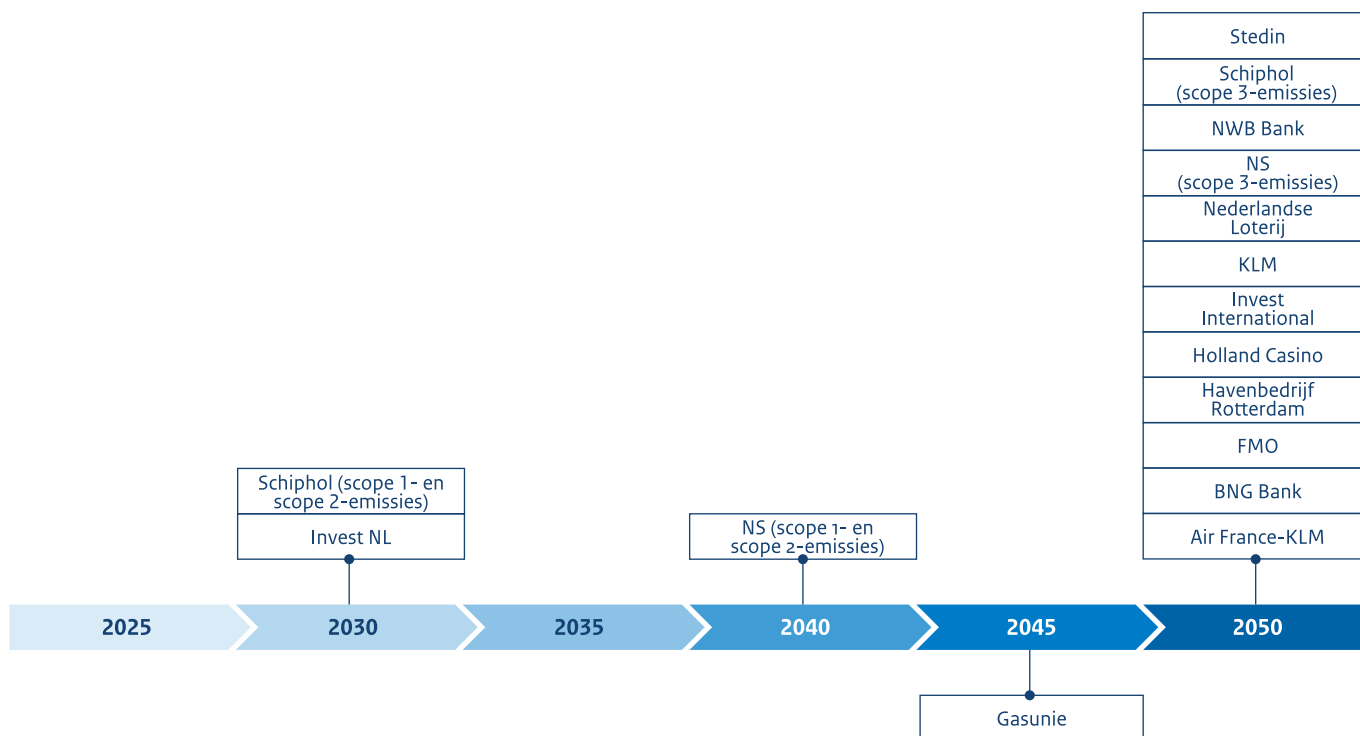 Stedin
Schiphol
(scope 3-emissies)
NWB Bank
NS
(scope 3-emissies)
Nederlandse
Loterij
KLM
Invest
International
Holland Casino
Havenbedrijf
Rotterdam
FMO
BNG Bank
Air France-KLM
Schiphol (scope 1- en
scope 2-emissies)
Invest NL
NS (scope 1- en
scope 2-emissies)
2025
2030
2035
2040
2045
2050
Gasunie